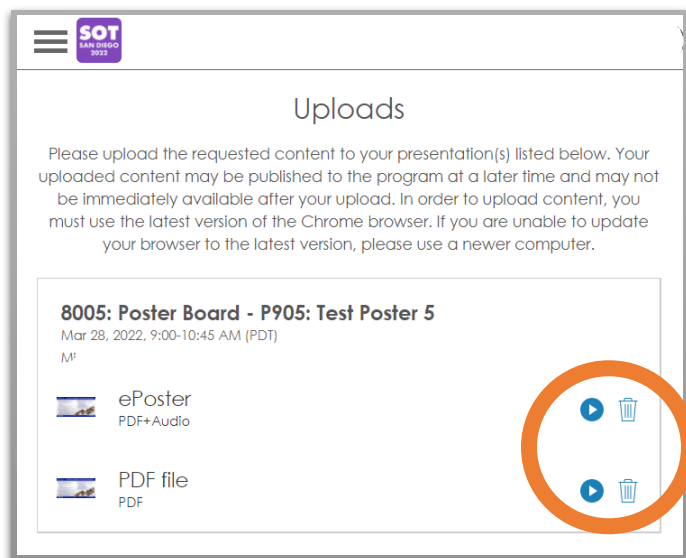 SOT
SAN DIEGO
2022
Uploads
Please upload the requested content to your presentation(s) listed below. Your
uploaded content may be published to the program at a later time and may not
be immediately available after your upload. In order to upload content, you
must use the latest version of the Chrome browser. If you are unable to update
your browser to the latest version, please use a newer computer.
8005: Poster Board - P905: Test Poster 5
Mar 28, 2022, 9:00-10:45 AM (PDT)
ePoster
PDF+Audio
PDF file
PDF